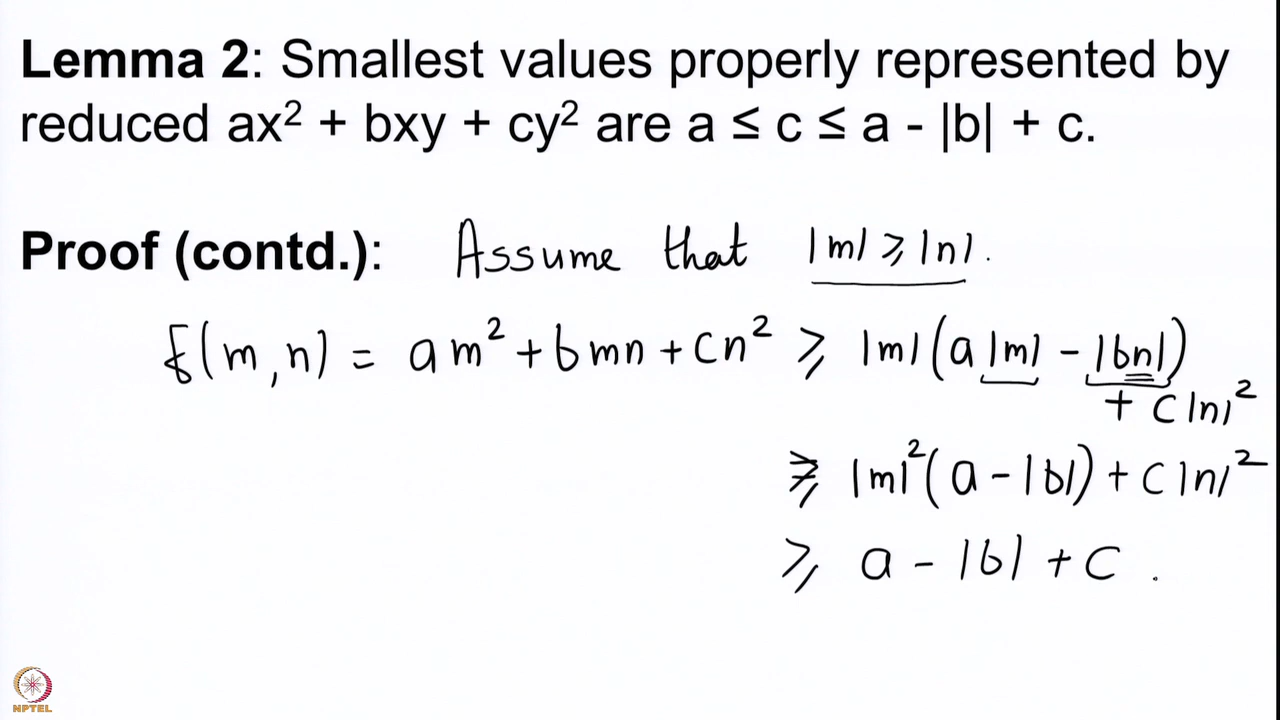 Lemma 2: Smallest values properly represented by
reduced ax² + bxy + cy² are a ≤ c ≤ a - |b| + c.
Proof (contd.): Assume that |m| ≥ |n|.
f(m,n) = am² + bmn + cn² ≥ |m|(a|m| - |bn|)
+ c|n|²
≥ |m|²(a - |b|) + c|n|²
≥ a - |b| + c.
NPTEL